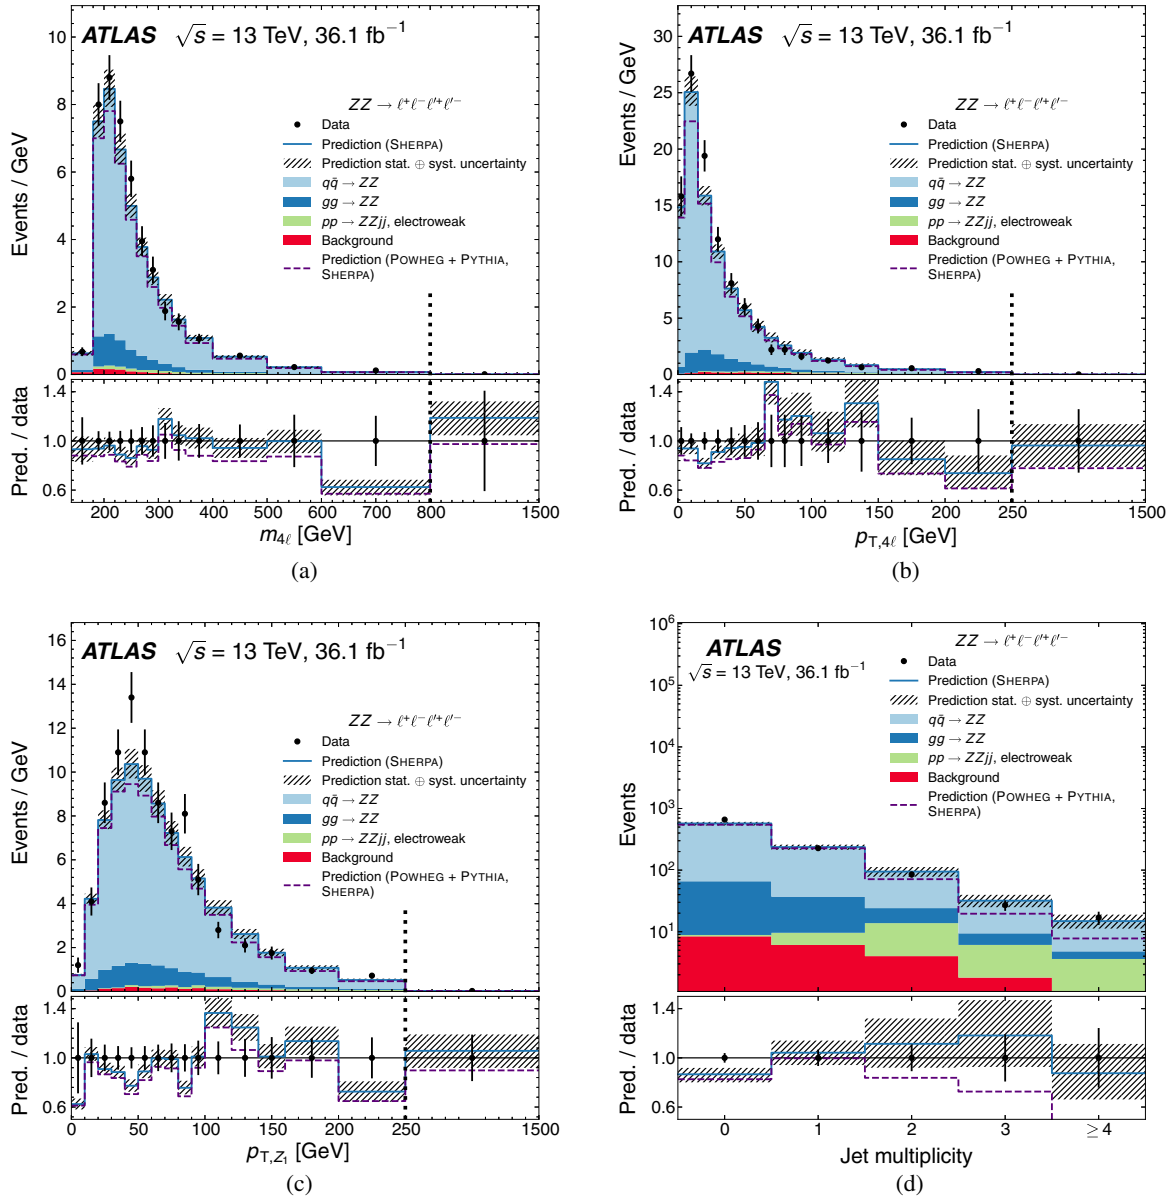 ATLAS √s = 13 TeV, 36.1 fb⁻¹
ZZ → ℓ⁺ℓ⁻ℓ′⁺ℓ′⁻
Data
Prediction (SHERPA)
Prediction stat. ⊕ syst. uncertainty
qq̄ → ZZ
gg → ZZ
pp → ZZjj, electroweak
Background
Prediction (POWHEG + PYTHIA,
SHERPA)
Events / GeV
10
8
6
4
2
0
Pred. / data
1.4
1.0
0.6
200 300 400 500 600 700 800 1500
m4ℓ [GeV]
(a)
ATLAS √s = 13 TeV, 36.1 fb⁻¹
ZZ → ℓ⁺ℓ⁻ℓ′⁺ℓ′⁻
Data
Prediction (SHERPA)
Prediction stat. ⊕ syst. uncertainty
qq̄ → ZZ
gg → ZZ
pp → ZZjj, electroweak
Background
Prediction (POWHEG + PYTHIA,
SHERPA)
Events / GeV
30
25
20
15
10
5
0
Pred. / data
1.4
1.0
0.6
0 50 100 150 200 250 1500
pT,4ℓ [GeV]
(b)
ATLAS √s = 13 TeV, 36.1 fb⁻¹
ZZ → ℓ⁺ℓ⁻ℓ′⁺ℓ′⁻
Data
Prediction (SHERPA)
Prediction stat. ⊕ syst. uncertainty
qq̄ → ZZ
gg → ZZ
pp → ZZjj, electroweak
Background
Prediction (POWHEG + PYTHIA,
SHERPA)
Events / GeV
16
14
12
10
8
6
4
2
0
Pred. / data
1.4
1.0
0.6
0 50 100 150 200 250 1500
pT,Z1 [GeV]
(c)
ATLAS
√s = 13 TeV, 36.1 fb⁻¹
ZZ → ℓ⁺ℓ⁻ℓ′⁺ℓ′⁻
Data
Prediction (SHERPA)
Prediction stat. ⊕ syst. uncertainty
qq̄ → ZZ
gg → ZZ
pp → ZZjj, electroweak
Background
Prediction (POWHEG + PYTHIA,
SHERPA)
Events
10⁶
10⁵
10⁴
10³
10²
10¹
Pred. / data
1.4
1.0
0.6
0 1 2 3 ≥ 4
Jet multiplicity
(d)